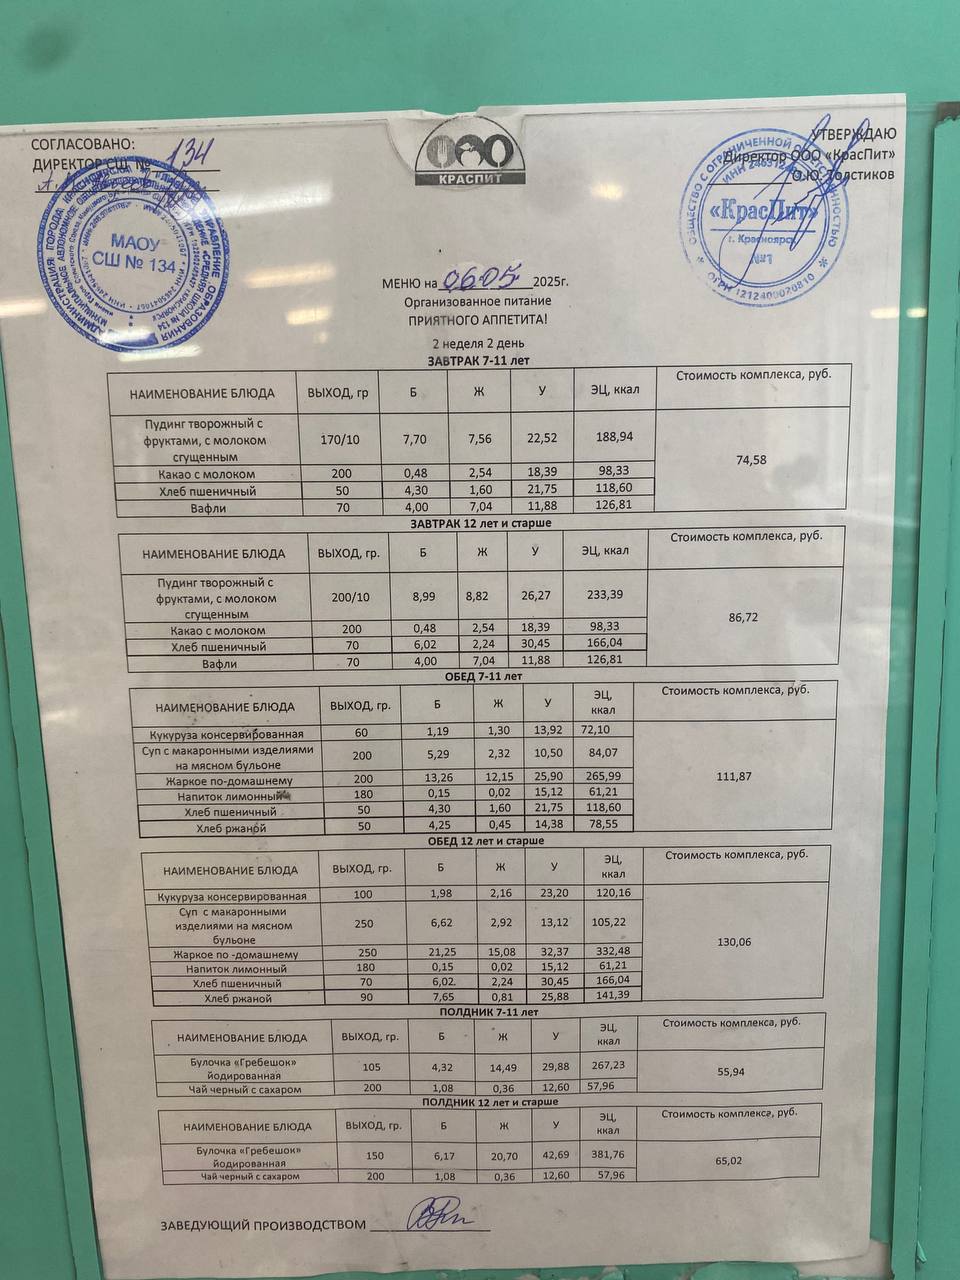 СОГЛАСОВАНО:
ДИРЕКТОР СШ № 134
КРАСПИТ
УТВЕРЖДАЮ
Директор ООО «КрасПит»
О.Ю. Толстиков
МАОУ
СШ № 134
«КрасПит»
г. Красноярск
№1
ОГРН 1212400020810
МЕНЮ на 06.05 2025г.
Организованное питание
ПРИЯТНОГО АППЕТИТА!
2 неделя 2 день
ЗАВТРАК 7-11 лет
НАИМЕНОВАНИЕ БЛЮДА ВЫХОД, гр Б Ж У ЭЦ, ккал Стоимость комплекса, руб.
Пудинг творожный с
фруктами, с молоком
сгущенным 170/10 7,70 7,56 22,52 188,94
74,58
Какао с молоком 200 0,48 2,54 18,39 98,33
Хлеб пшеничный 50 4,30 1,60 21,75 118,60
Вафли 70 4,00 7,04 11,88 126,81
ЗАВТРАК 12 лет и старше
НАИМЕНОВАНИЕ БЛЮДА ВЫХОД, гр. Б Ж У ЭЦ, ккал Стоимость комплекса, руб.
Пудинг творожный с
фруктами, с молоком
сгущенным 200/10 8,99 8,82 26,27 233,39
86,72
Какао с молоком 200 0,48 2,54 18,39 98,33
Хлеб пшеничный 70 6,02 2,24 30,45 166,04
Вафли 70 4,00 7,04 11,88 126,81
ОБЕД 7-11 лет
НАИМЕНОВАНИЕ БЛЮДА ВЫХОД, гр. Б Ж У ЭЦ, ккал Стоимость комплекса, руб.
Кукуруза консервированная 60 1,19 1,30 13,92 72,10
Суп с макаронными изделиями
на мясном бульоне 200 5,29 2,32 10,50 84,07
Жаркое по-домашнему 200 13,26 12,15 25,90 265,99
111,87
Напиток лимонный 180 0,15 0,02 15,12 61,21
Хлеб пшеничный 50 4,30 1,60 21,75 118,60
Хлеб ржаной 50 4,25 0,45 14,38 78,55
ОБЕД 12 лет и старше
НАИМЕНОВАНИЕ БЛЮДА ВЫХОД, гр. Б Ж У ЭЦ, ккал Стоимость комплекса, руб.
Кукуруза консервированная 100 1,98 2,16 23,20 120,16
Суп с макаронными
изделиями на мясном
бульоне 250 6,62 2,92 13,12 105,22
130,06
Жаркое по -домашнему 250 21,25 15,08 32,37 332,48
Напиток лимонный 180 0,15 0,02 15,12 61,21
Хлеб пшеничный 70 6,02 2,24 30,45 166,04
Хлеб ржаной 90 7,65 0,81 25,88 141,39
ПОЛДНИК 7-11 лет
НАИМЕНОВАНИЕ БЛЮДА ВЫХОД, гр. Б Ж У ЭЦ, ккал Стоимость комплекса, руб.
Булочка «Гребешок»
йодированная 105 4,32 14,49 29,88 267,23
55,94
Чай черный с сахаром 200 1,08 0,36 12,60 57,96
ПОЛДНИК 12 лет и старше
НАИМЕНОВАНИЕ БЛЮДА ВЫХОД, гр. Б Ж У ЭЦ, ккал Стоимость комплекса, руб.
Булочка «Гребешок»
йодированная 150 6,17 20,70 42,69 381,76
65,02
Чай черный с сахаром 200 1,08 0,36 12,60 57,96
ЗАВЕДУЮЩИЙ ПРОИЗВОДСТВОМ